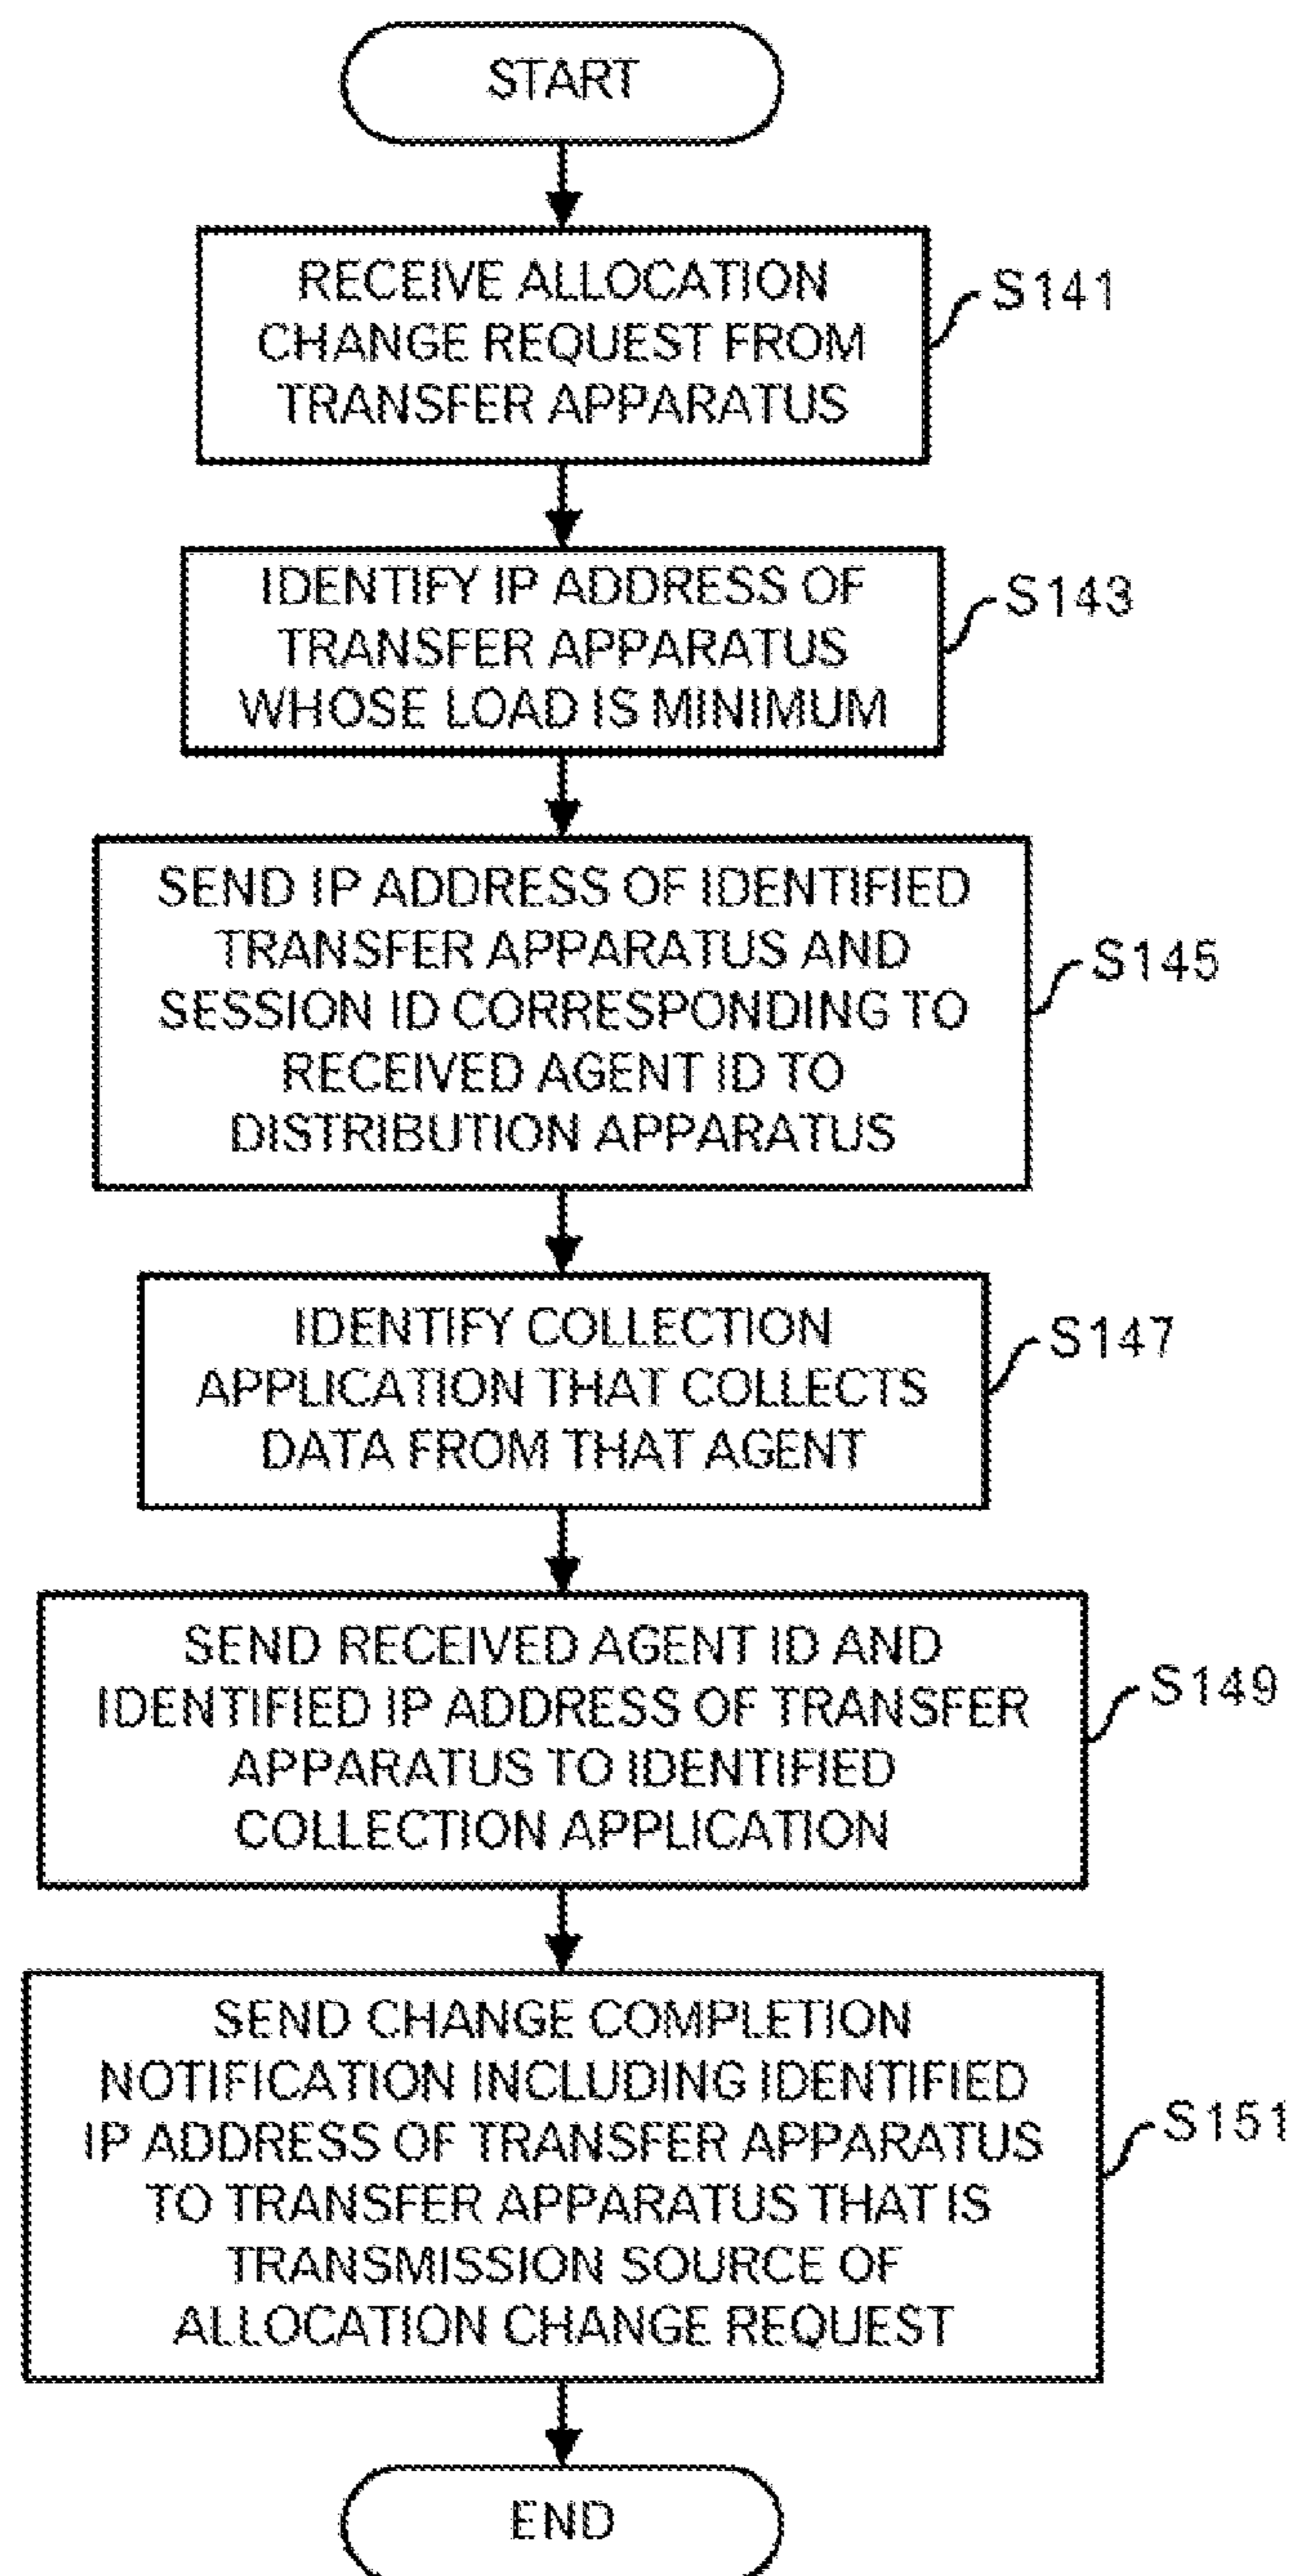 START
RECEIVE ALLOCATION
CHANGE REQUEST FROM
TRANSFER APPARATUS
S141
IDENTIFY IP ADDRESS OF
TRANSFER APPARATUS
WHOSE LOAD IS MINIMUM
S143
SEND IP ADDRESS OF IDENTIFIED
TRANSFER APPARATUS AND
SESSION ID CORRESPONDING TO
RECEIVED AGENT ID TO
DISTRIBUTION APPARATUS
S145
IDENTIFY COLLECTION
APPLICATION THAT COLLECTS
DATA FROM THAT AGENT
S147
SEND RECEIVED AGENT ID AND
IDENTIFIED IP ADDRESS OF TRANSFER
APPARATUS TO IDENTIFIED
COLLECTION APPLICATION
S149
SEND CHANGE COMPLETION
NOTIFICATION INCLUDING IDENTIFIED
IP ADDRESS OF TRANSFER APPARATUS
TO TRANSFER APPARATUS THAT IS
TRANSMISSION SOURCE OF
ALLOCATION CHANGE REQUEST
S151
END